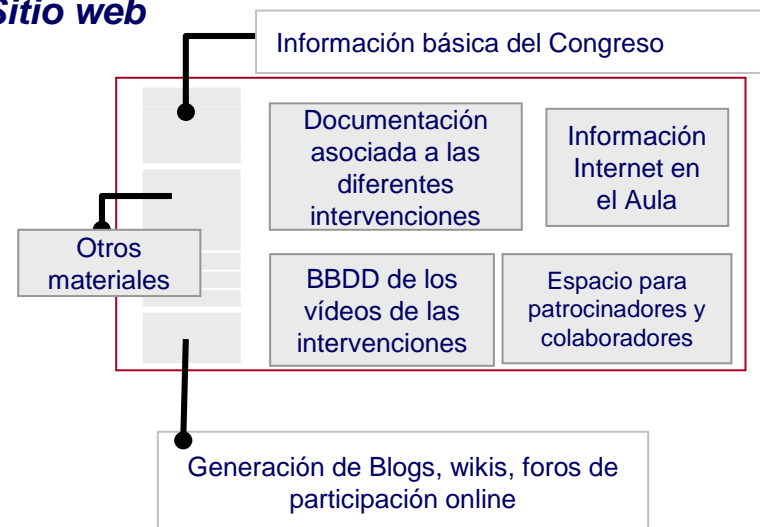 Sitio web
Información básica del Congreso
Documentación
asociada a las
diferentes
intervenciones
Información
Internet en
el Aula
Otros
materiales
BBDD de los
vídeos de las
intervenciones
Espacio para
patrocinadores y
colaboradores
Generación de Blogs, wikis, foros de
participación online